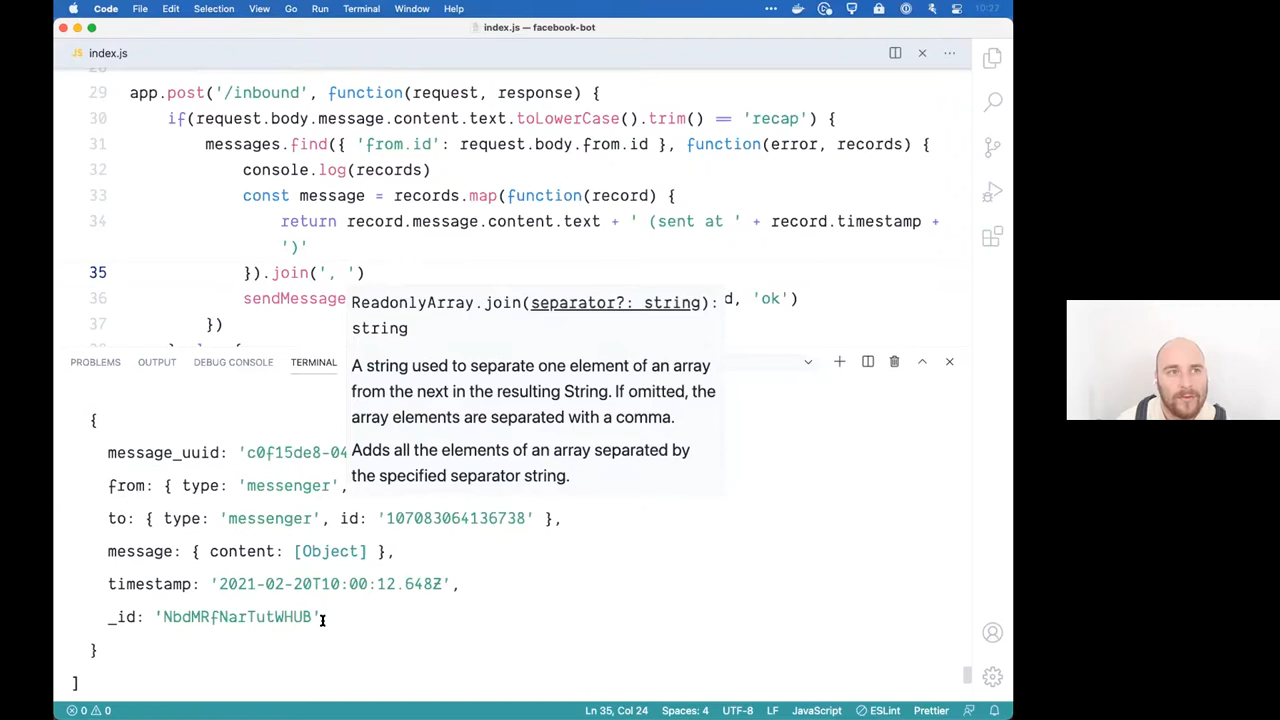 Code File Edit Selection View Go Run Terminal Window Help 10:27
index.js — facebook-bot
JS index.js
28
29 app.post('/inbound', function(request, response) {
30 if(request.body.message.content.text.toLowerCase().trim() == 'recap') {
31 messages.find({ 'from.id': request.body.from.id }, function(error, records) {
32 console.log(records)
33 const message = records.map(function(record) {
34 return record.message.content.text + ' (sent at ' + record.timestamp +
')'
35 }).join(', ')
36 sendMessage d, 'ok')
37 })
ReadonlyArray.join(separator?: string):
string
A string used to separate one element of an array
from the next in the resulting String. If omitted, the
array elements are separated with a comma.
Adds all the elements of an array separated by
the specified separator string.
PROBLEMS OUTPUT DEBUG CONSOLE TERMINAL
{
message_uuid: 'c0f15de8-04
from: { type: 'messenger',
to: { type: 'messenger', id: '107083064136738' },
message: { content: [Object] },
timestamp: '2021-02-20T10:00:12.648Z',
_id: 'NbdMRfNarTutWHUB'
}
]
0 0 Ln 35, Col 24 Spaces: 4 UTF-8 LF JavaScript ESLint Prettier